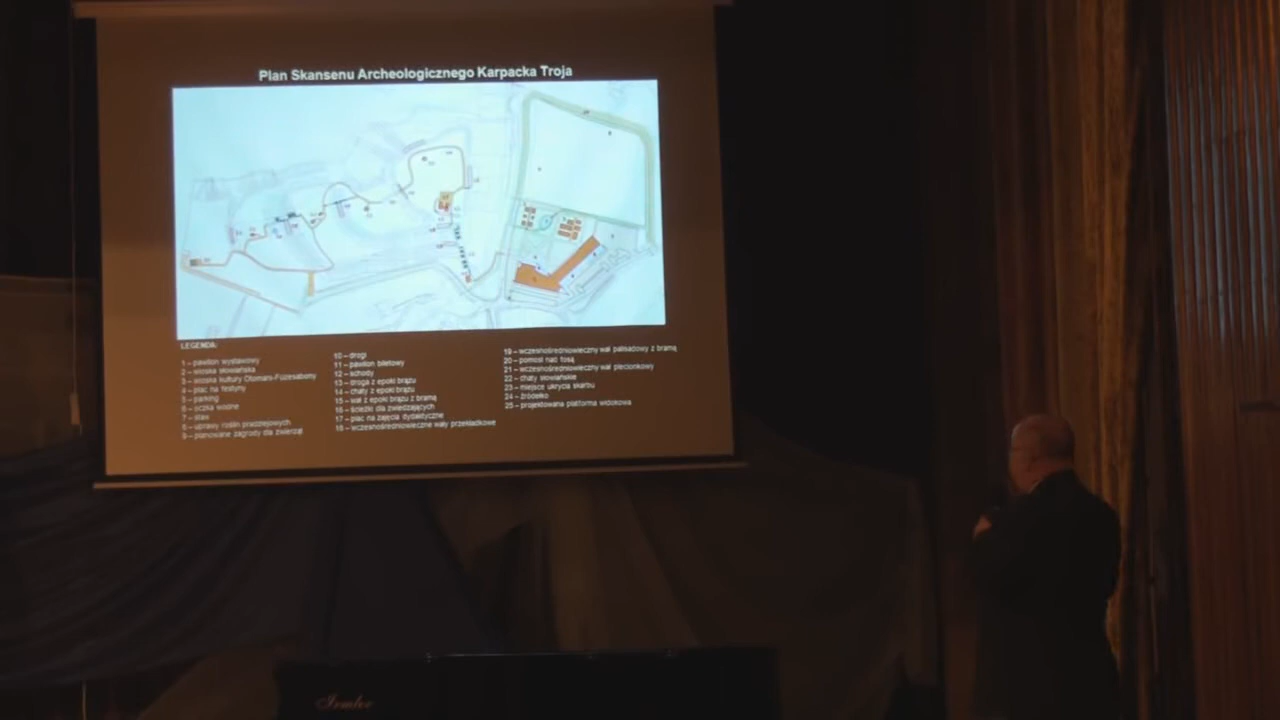 Plan Skansenu Archeologicznego Karpacka Troja
LEGENDA:
1 – pawilon wystawowy
2 – wioska słowiańska
3 – wioska kultury Otomani-Füzesabony
4 – plac na festyny
5 – parking
6 – oczka wodne
7 – staw
8 – uprawy roślin pradziejowych
9 – planowane zagrody dla zwierząt
10 – drogi
11 – pawilon biletowy
12 – schody
13 – droga z epoki brązu
14 – chaty z epoki brązu
15 – wał z epoki brązu z bramą
16 – ścieżki dla zwiedzających
17 – plac na zajęcia dydaktyczne
18 – wczesnośredniowieczne wały przekładkowe
19 – wczesnośredniowieczny wał palisadowy z bramą
20 – pomost nad fosą
21 – wczesnośredniowieczny wał plecionkowy
22 – chaty słowiańskie
23 – miejsce ukrycia skarbu
24 – źródełko
25 – projektowana platforma widokowa